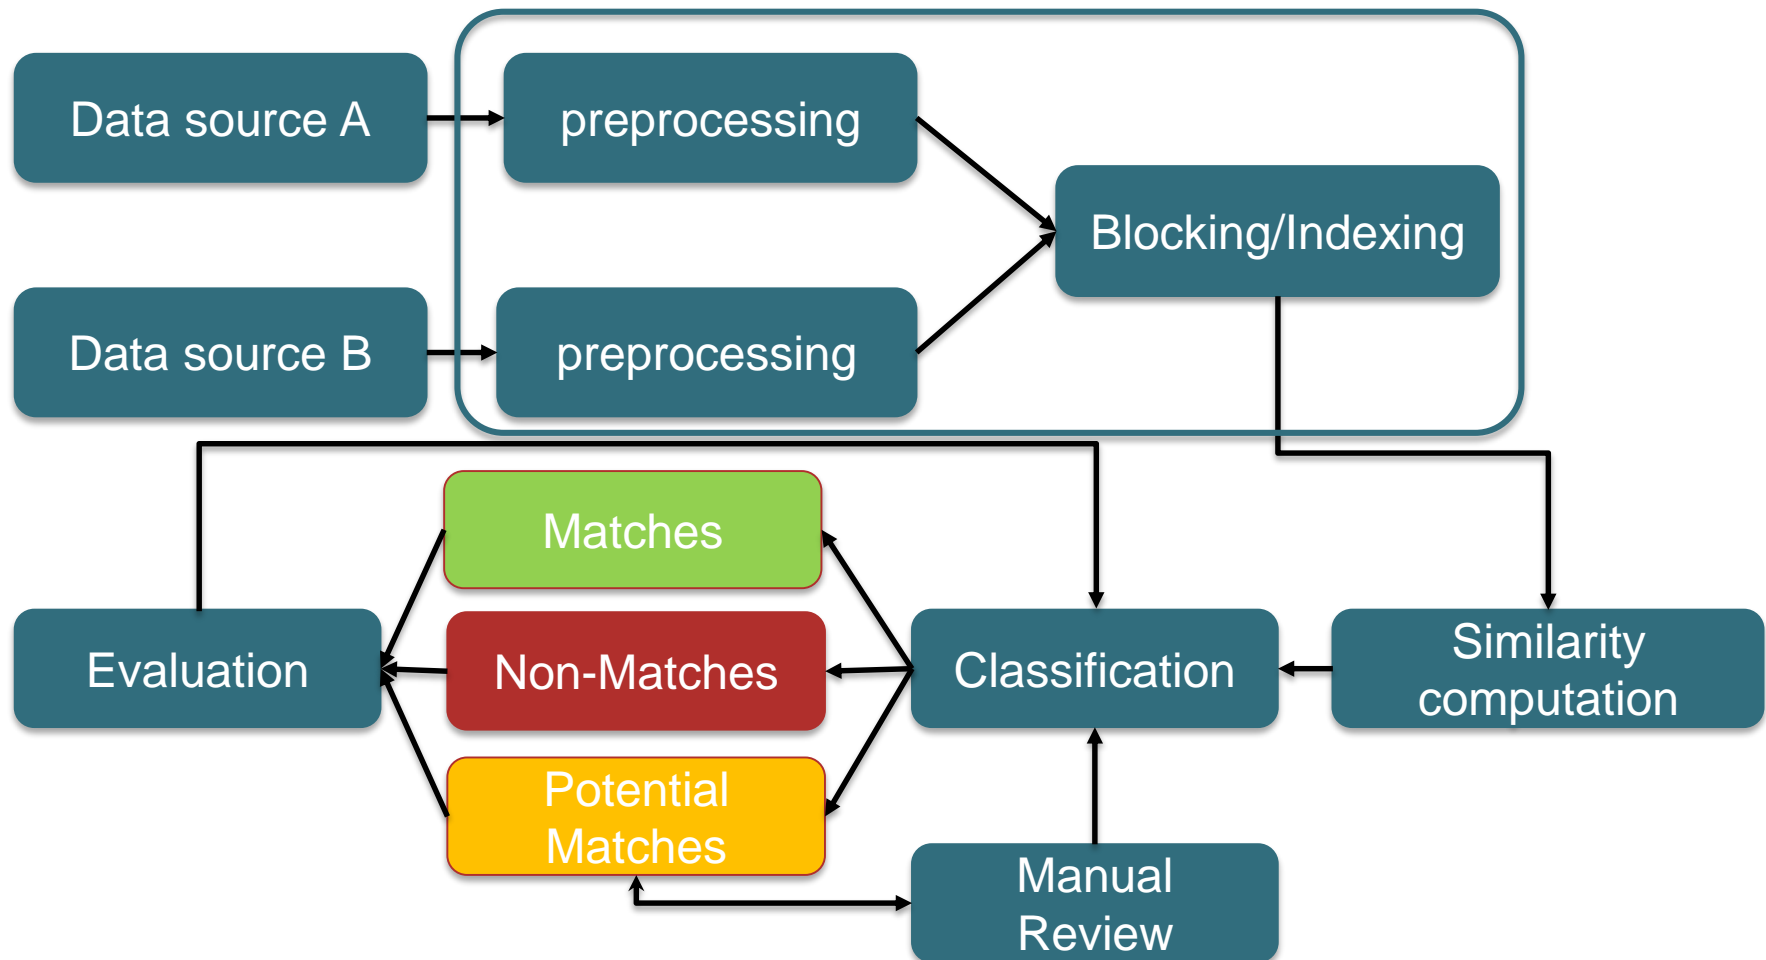 Data source A
preprocessing
Blocking/Indexing
Data source B
preprocessing
Matches
Evaluation
Non-Matches
Classification
Similarity
computation
Potential
Matches
Manual
Review